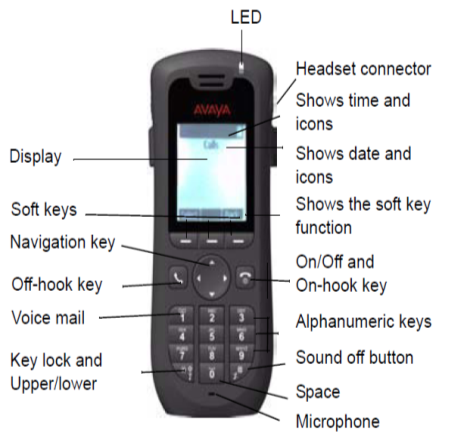 LED
Headset connector
Shows time and
icons
AVAYA
Calls
Display
Shows date and
icons
Soft keys
Shows the soft key
function
Navigation key
On/Off and
On-hook key
Off-hook key
Voice mail
1 2 3
Alphanumeric keys
4 5 6
7 8 9
Key lock and
Upper/lower
Sound off button
0
Space
Microphone